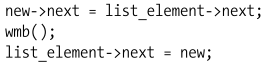 new->next = list_element->next;
wmb();
list_element->next = new;